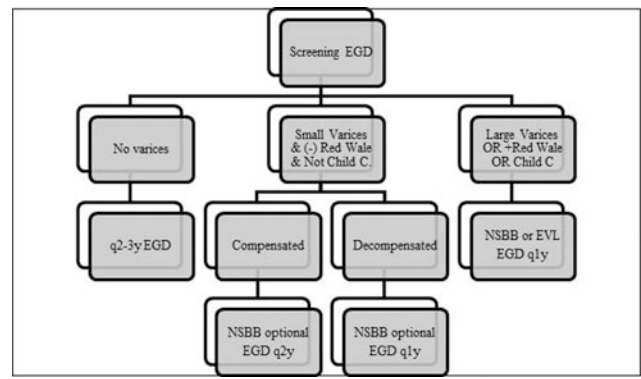 Screening EGD
No varices
Small Varices
& (-) Red Wale
& Not Child C.
Large Varices
OR +Red Wale
OR Child C
q2-3y EGD
Compensated
Decompensated
NSBB or EVL
EGD q1y
NSBB optional
EGD q2y
NSBB optional
EGD q1y